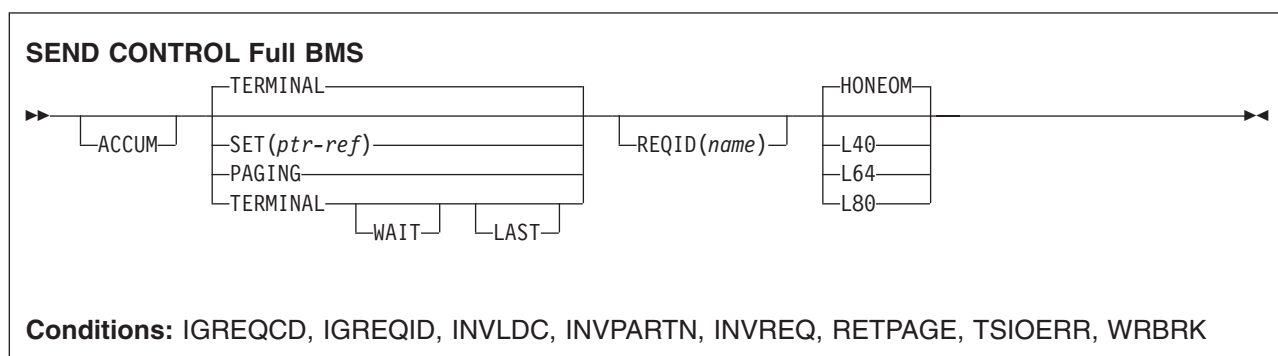 SEND CONTROL Full BMS
TERMINAL HONEOM
ACCUM SET(ptr-ref) REQID(name) L40
PAGING L64
TERMINAL L80
WAIT LAST
Conditions: IGREQCD, IGREQID, INVLDC, INVPARTN, INVREQ, RETPAGE, TSIOERR, WRBRK